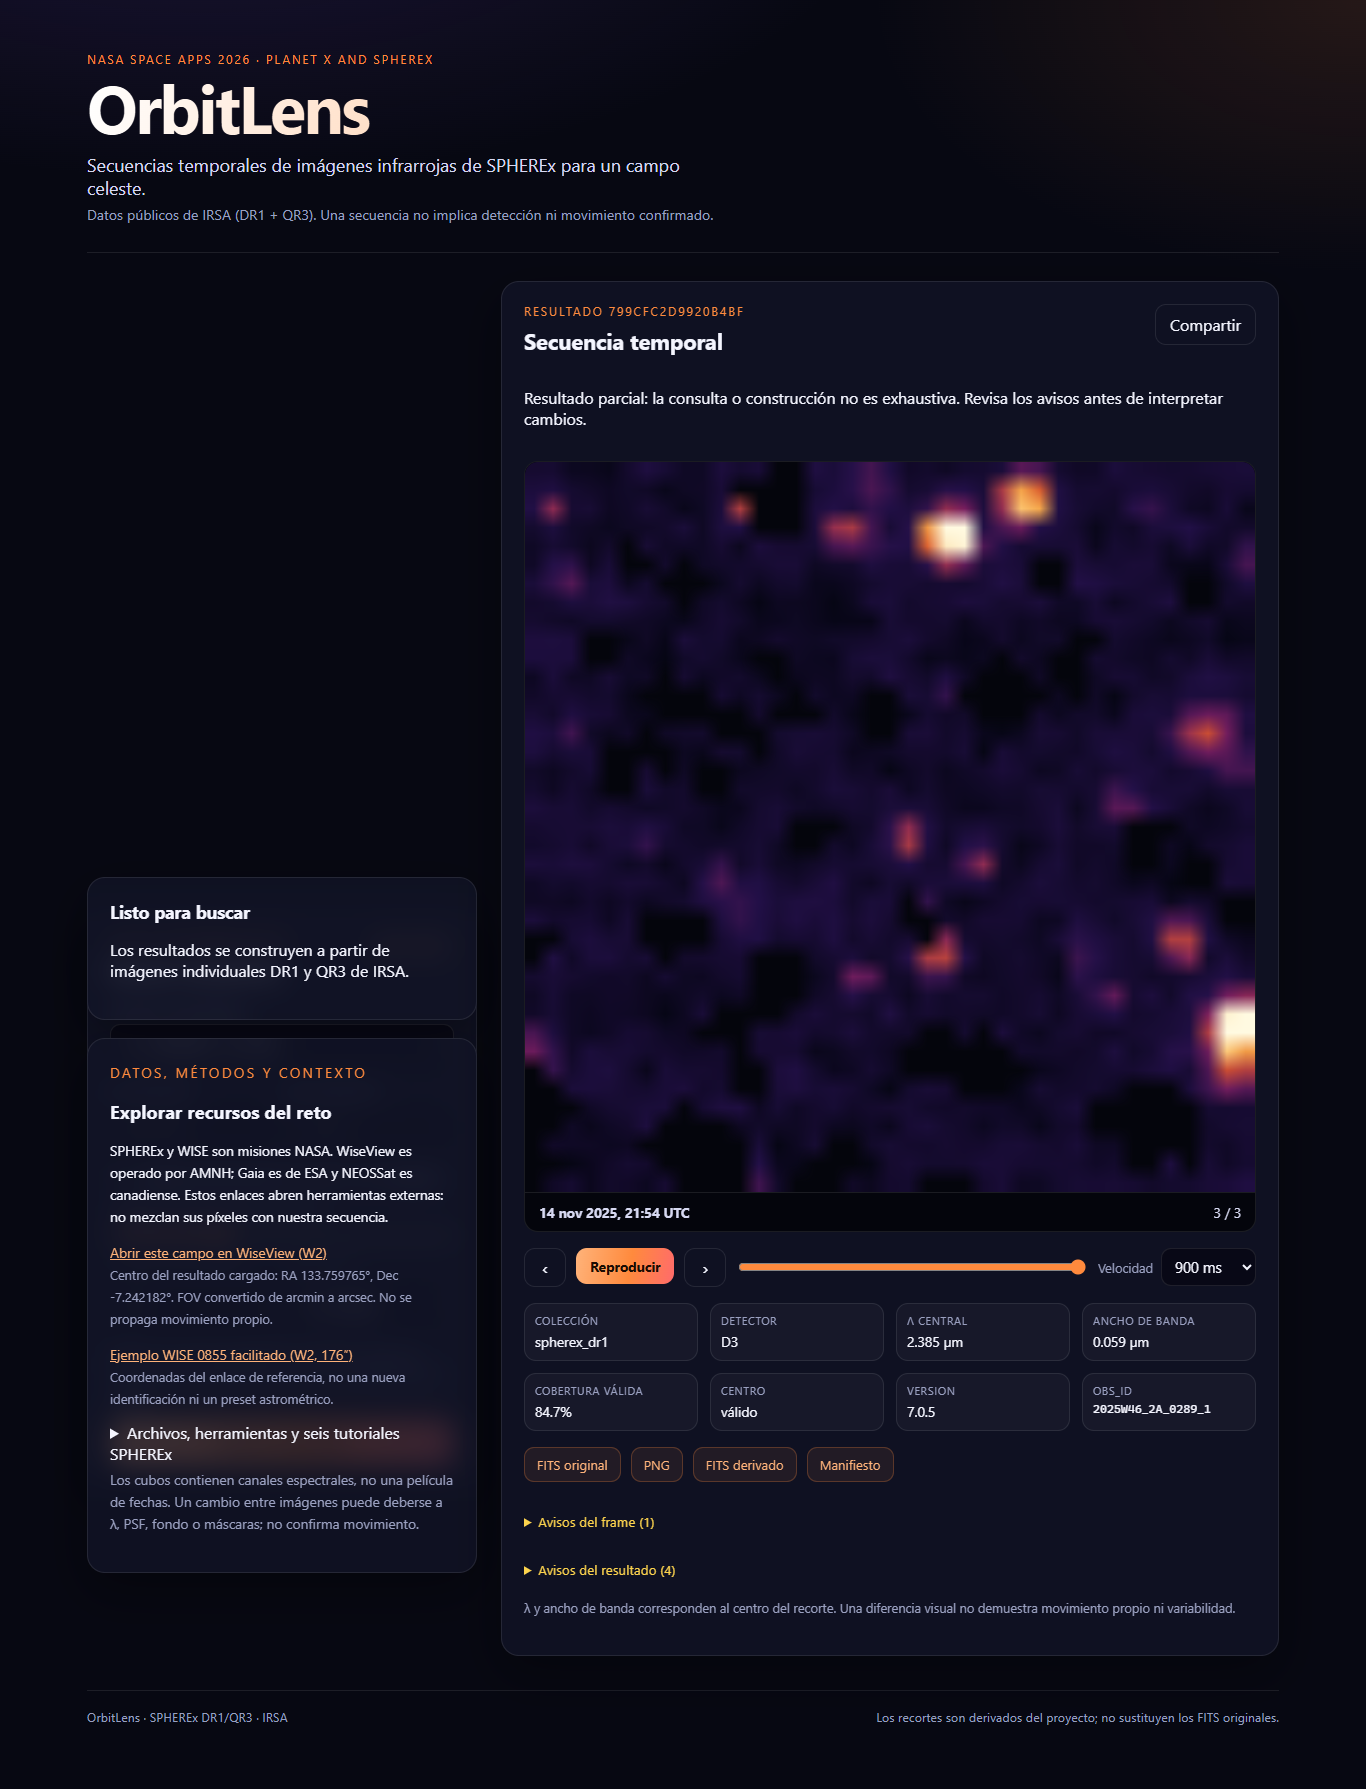 NASA SPACE APPS 2026 · PLANET X AND SPHEREX
OrbitLens
Secuencias temporales de imágenes infrarrojas de SPHEREx para un campo
celeste.
Datos públicos de IRSA (DR1 + QR3). Una secuencia no implica detección ni movimiento confirmado.
Listo para buscar
Los resultados se construyen a partir de
imágenes individuales DR1 y QR3 de IRSA.
DATOS, MÉTODOS Y CONTEXTO
Explorar recursos del reto
SPHEREx y WISE son misiones NASA. WiseView es
operado por AMNH; Gaia es de ESA y NEOSSat es
canadiense. Estos enlaces abren herramientas externas:
no mezclan sus píxeles con nuestra secuencia.
Abrir este campo en WiseView (W2)
Centro del resultado cargado: RA 133.759765°, Dec
-7.242182°. FOV convertido de arcmin a arcsec. No se
propaga movimiento propio.
Ejemplo WISE 0855 facilitado (W2, 176″)
Coordenadas del enlace de referencia, no una nueva
identificación ni un preset astrométrico.
▶ Archivos, herramientas y seis tutoriales
SPHEREx
Los cubos contienen canales espectrales, no una película
de fechas. Un cambio entre imágenes puede deberse a
λ, PSF, fondo o máscaras; no confirma movimiento.
RESULTADO 799CFC2D9920B4BF
Secuencia temporal
Compartir
Resultado parcial: la consulta o construcción no es exhaustiva. Revisa los avisos antes de interpretar
cambios.
14 nov 2025, 21:54 UTC
3 / 3
‹
Reproducir
›
Velocidad
900 ms
COLECCIÓN
spherex_dr1
DETECTOR
D3
Λ CENTRAL
2.385 µm
ANCHO DE BANDA
0.059 µm
COBERTURA VÁLIDA
84.7%
CENTRO
válido
VERSION
7.0.5
OBS_ID
2025W46_2A_0289_1
FITS original
PNG
FITS derivado
Manifiesto
▶ Avisos del frame (1)
▶ Avisos del resultado (4)
λ y ancho de banda corresponden al centro del recorte. Una diferencia visual no demuestra movimiento propio ni variabilidad.
OrbitLens · SPHEREx DR1/QR3 · IRSA
Los recortes son derivados del proyecto; no sustituyen los FITS originales.